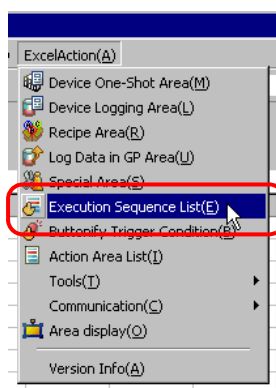 ExcelAction(A)
Device One-Shot Area(M)
Device Logging Area(L)
Recipe Area(R)
Log Data in GP Area(U)
Special Area(S)
Execution Sequence List(E)
Buttonify Trigger Condition(B)
Action Area List(I)
Tools(T)
Communication(C)
Area display(O)
Version Info(A)